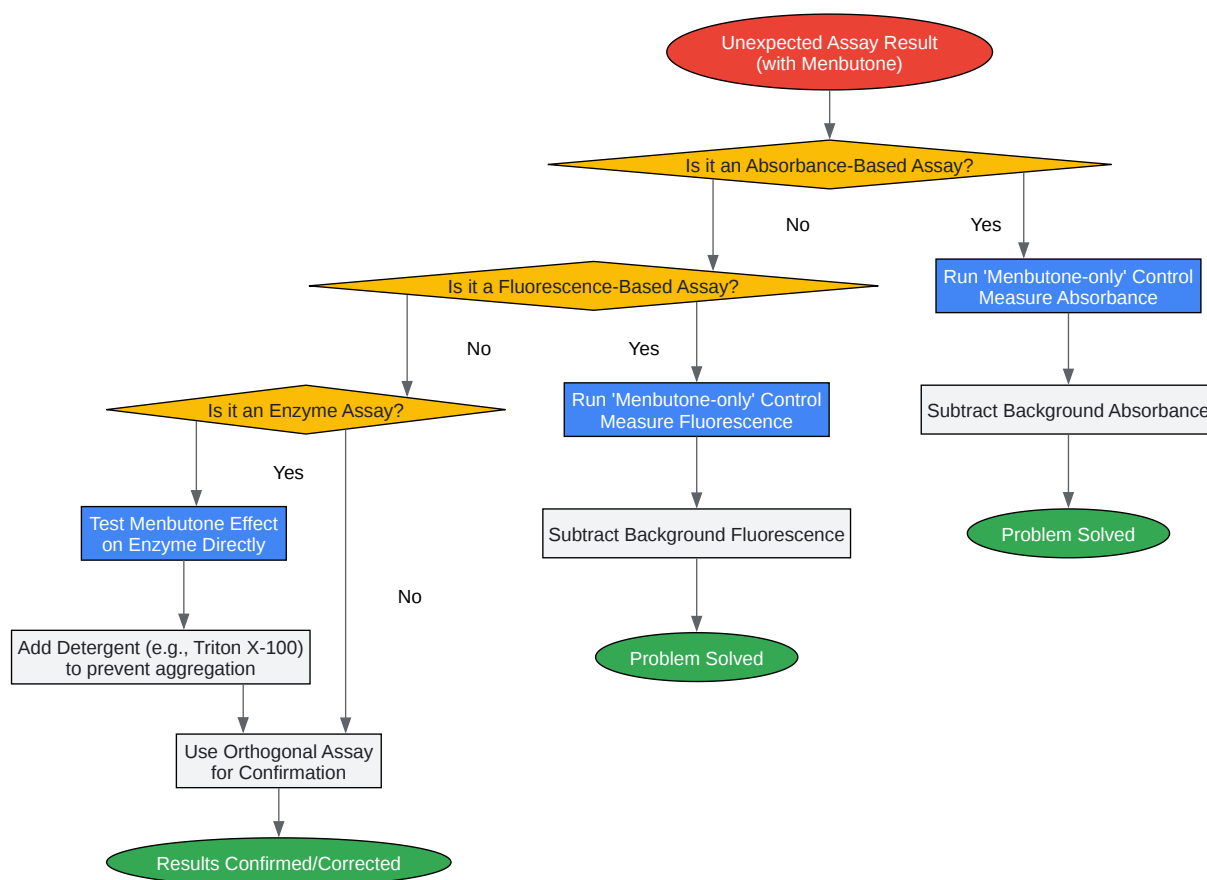 Unexpected Assay Result
(with Menbutone)
Is it an Absorbance-Based Assay?
No
Yes
Is it a Fluorescence-Based Assay?
Run 'Menbutone-only' Control
Measure Absorbance
No
Yes
Is it an Enzyme Assay?
Run 'Menbutone-only' Control
Measure Fluorescence
Subtract Background Absorbance
Yes
Test Menbutone Effect
on Enzyme Directly
Subtract Background Fluorescence
Problem Solved
No
Add Detergent (e.g., Triton X-100)
to prevent aggregation
Problem Solved
Use Orthogonal Assay
for Confirmation
Results Confirmed/Corrected